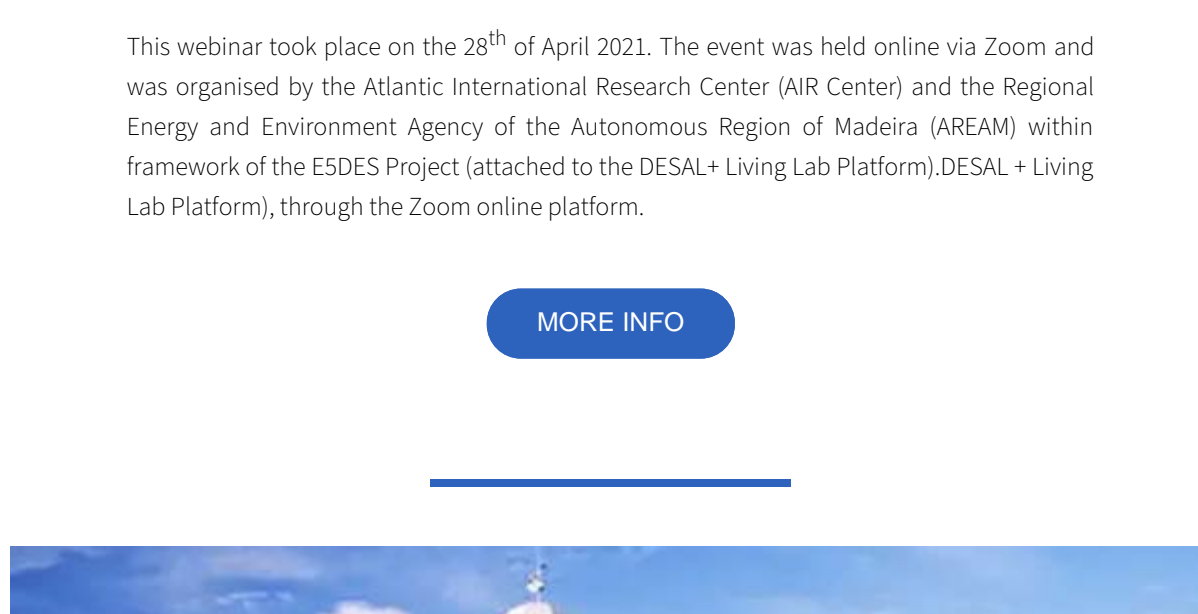 This webinar took place on the 28th of April 2021. The event was held online via Zoom and
was organised by the Atlantic International Research Center (AIR Center) and the Regional
Energy and Environment Agency of the Autonomous Region of Madeira (AREAM) within
framework of the E5DES Project (attached to the DESAL+ Living Lab Platform).DESAL + Living
Lab Platform), through the Zoom online platform.
MORE INFO